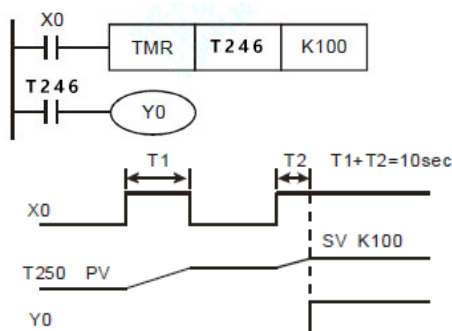 X0
TMR T246 K100
T246
Y0
T1 T2 T1+T2=10sec
X0
SV K100
T250 PV
Y0